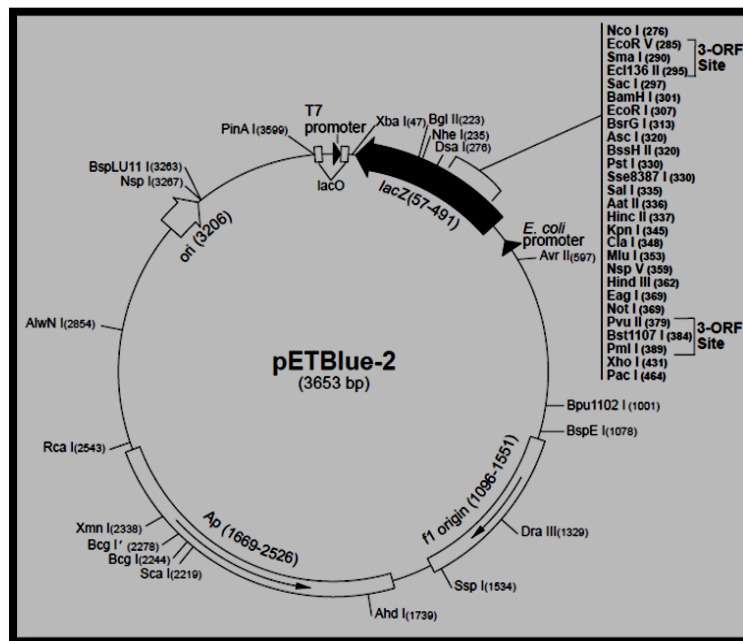 Nco I (276)
EcoR V (285)
Sma I (290)
Ecl136 II (295)
3-ORF
Site
Sac I (297)
BamH I (301)
EcoR I (307)
BsrG I (313)
Asc I (320)
BssH II (320)
Pst I (330)
Sse8387 I (330)
Sal I (335)
Aat II (336)
Hinc II (337)
Kpn I (345)
Cla I (348)
Mlu I (353)
Nsp V (359)
Hind III (362)
Eag I (369)
Not I (369)
Pvu II (379)
Bst1107 I (384)
Pml I (389)
3-ORF
Site
Xho I (431)
Pac I (464)
T7
promoter
PinA I(3599)
Xba I(47)
Bgl II(223)
Nhe I(235)
Dsa I(276)
lacO
lacZ(57-491)
BspLU11 I(3263)
Nsp I(3267)
ori (3206)
E. coli
promoter
Avr II(597)
AlwN I(2854)
pETBlue-2
(3653 bp)
Bpu1102 I(1001)
BspE I(1078)
Rca I(2543)
f1 origin (1096-1551)
Ap (1669-2526)
Dra III(1329)
Xmn I(2338)
Bcg I' (2278)
Bcg I(2244)
Sca I(2219)
Ssp I(1534)
Ahd I(1739)